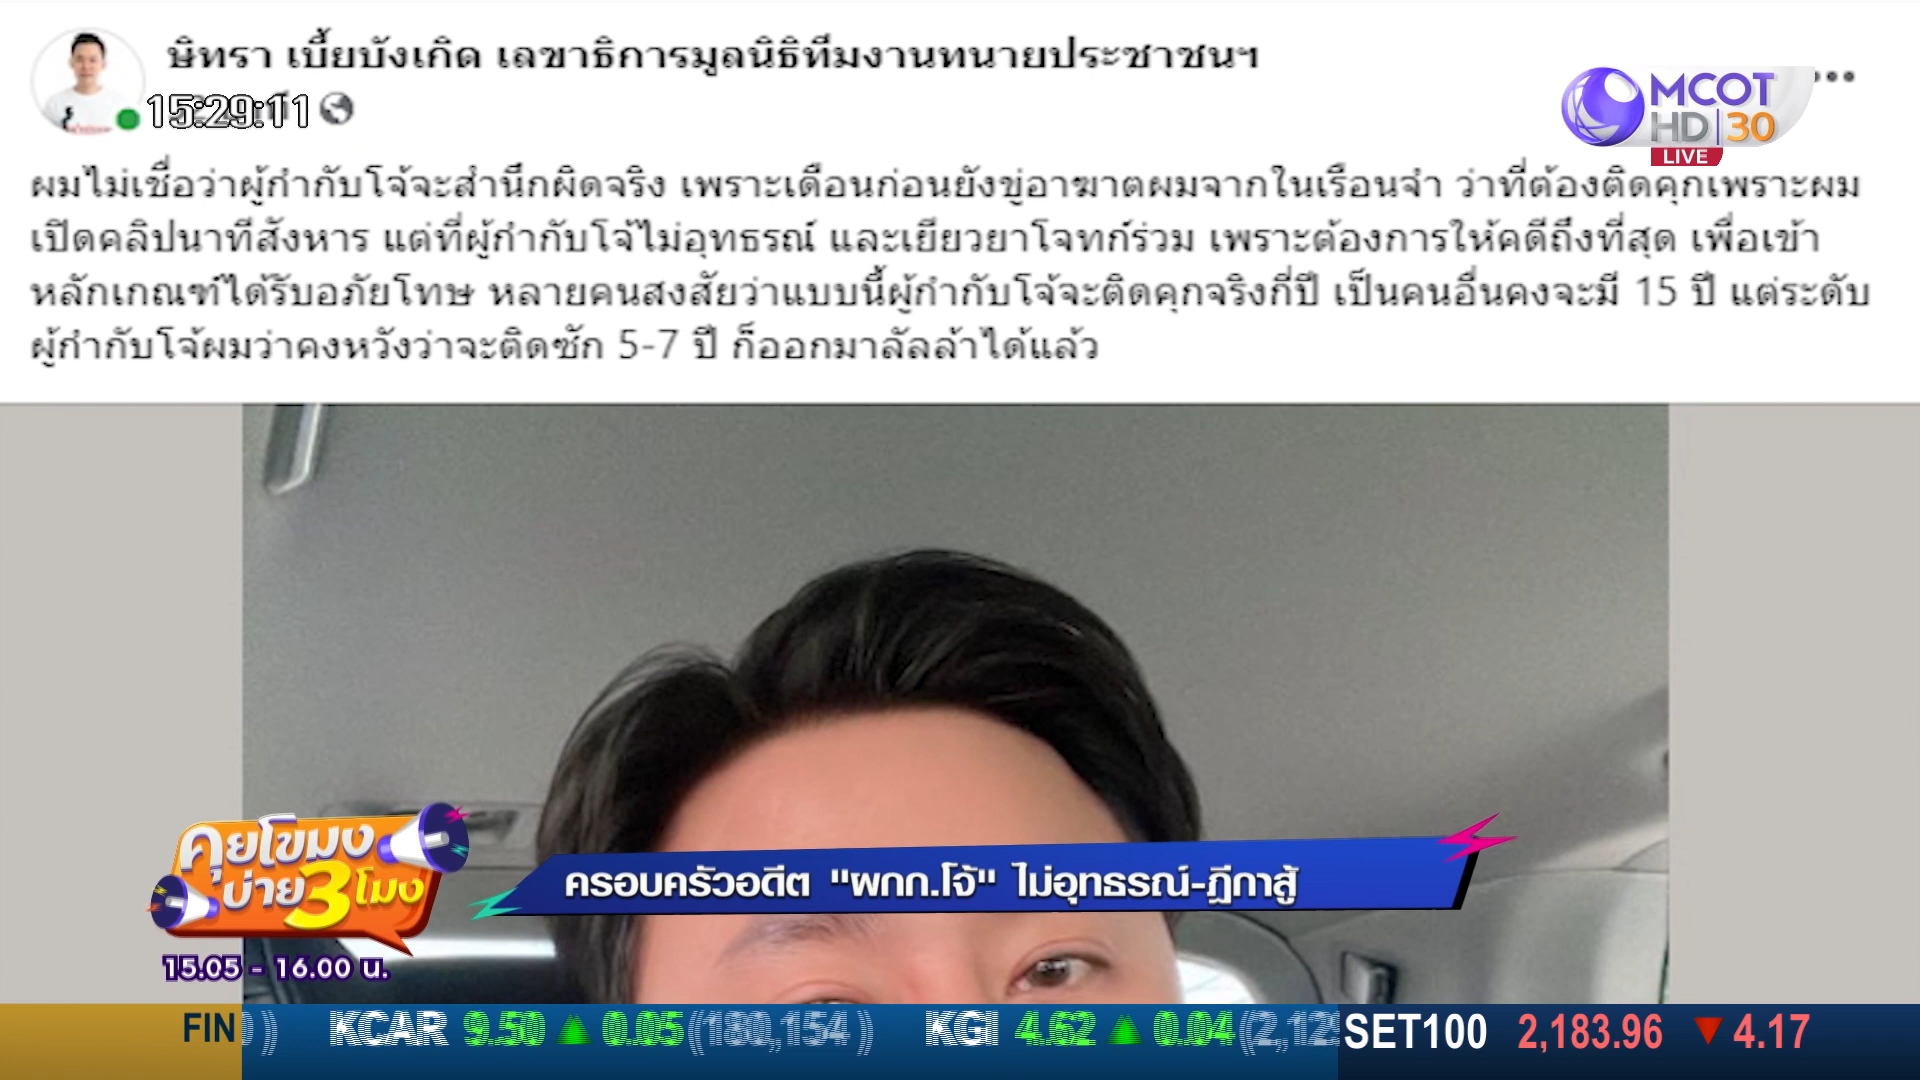 ษิทรา เบี้ยบังเกิด เลขาธิการมูลนิธิทีมงานทนายประชาชนฯ
15:29:11
MCOT
HD 30
LIVE
ผมไม่เชื่อว่าผู้กำกับโจ้จะสำนึกผิดจริง เพราะเดือนก่อนยังขู่อาฆาตผมจากในเรือนจำ ว่าที่ต้องติดคุกเพราะผม
เปิดคลิปนาทีสังหาร แต่ที่ผู้กำกับโจ้ไม่อุทธรณ์ และเยียวยาโจทก์ร่วม เพราะต้องการให้คดีถึงที่สุด เพื่อเข้า
หลักเกณฑ์ได้รับอภัยโทษ หลายคนสงสัยว่าแบบนี้ผู้กำกับโจ้จะติดคุกจริงกี่ปี เป็นคนอื่นคงจะมี 15 ปี แต่ระดับ
ผู้กำกับโจ้ผมว่าคงหวังว่าจะติดซัก 5-7 ปี ก็ออกมาลัลล้าได้แล้ว
คุยโขมง
บ่าย 3 โมง
15.05 - 16.00 น.
ครอบครัวอดีต "ผกก.โจ้" ไม่อุทธรณ์-ฎีกาสู้
FIN KCAR 9.50 ▲ 0.05 (180,154) KGI 4.62 ▲ 0.04 SET100 2,183.96 ▼ 4.17